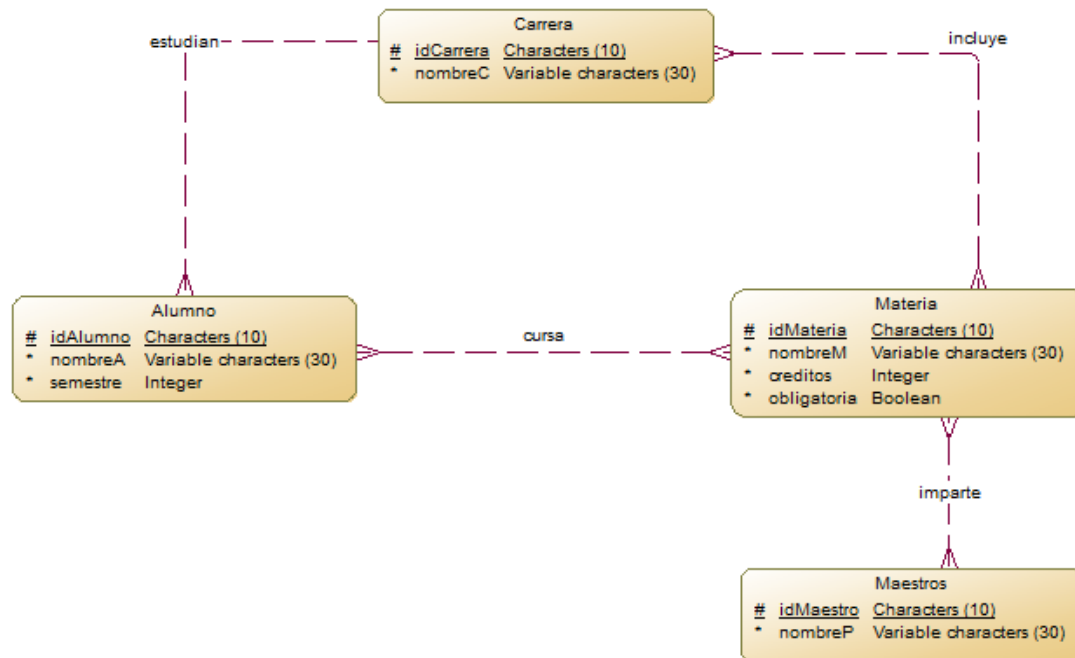 Carrera
# idCarrera Characters (10)
* nombreC Variable characters (30)
estudian
incluye
Alumno
# idAlumno Characters (10)
* nombreA Variable characters (30)
* semestre Integer
cursa
Materia
# idMateria Characters (10)
* nombreM Variable characters (30)
* creditos Integer
* obligatoria Boolean
imparte
Maestros
# idMaestro Characters (10)
* nombreP Variable characters (30)